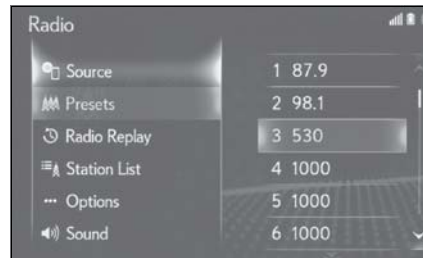 Radio
Source
Presets
Radio Replay
Station List
Options
Sound
1 87.9
2 98.1
3 530
4 1000
5 1000
6 1000